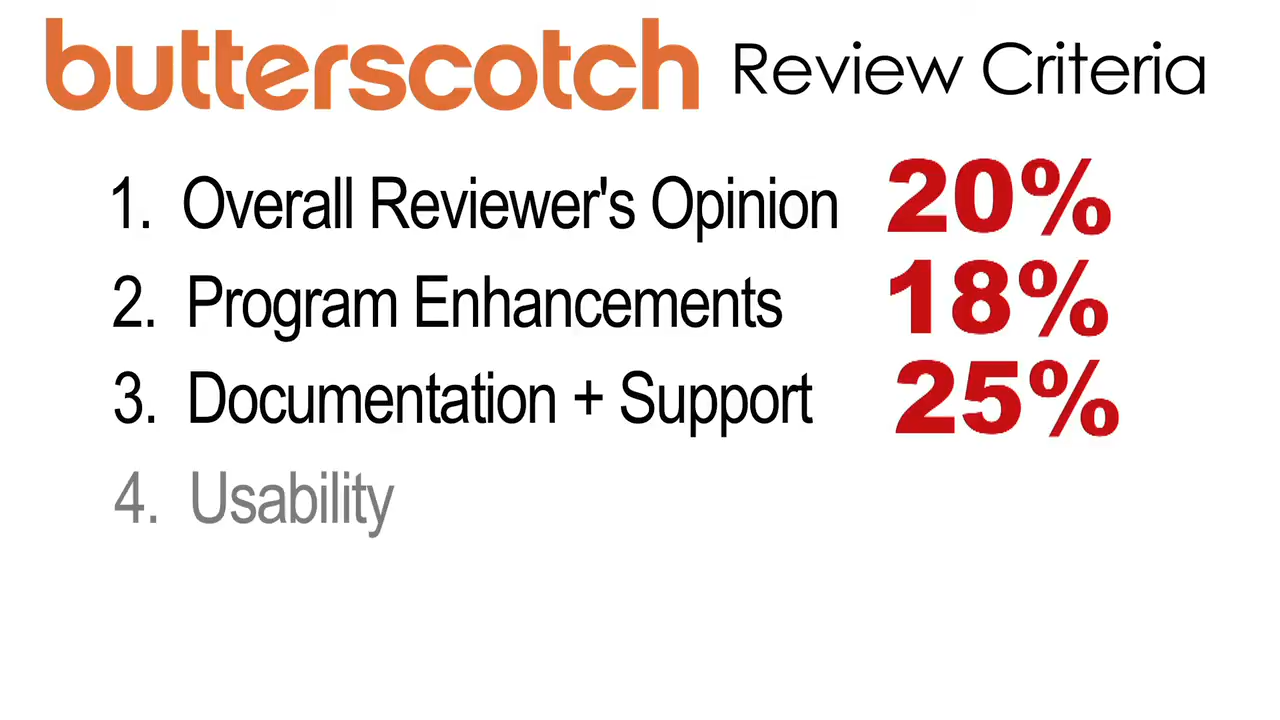 butterscotch Review Criteria
1. Overall Reviewer's Opinion 20%
2. Program Enhancements 18%
3. Documentation + Support 25%
4. Usability